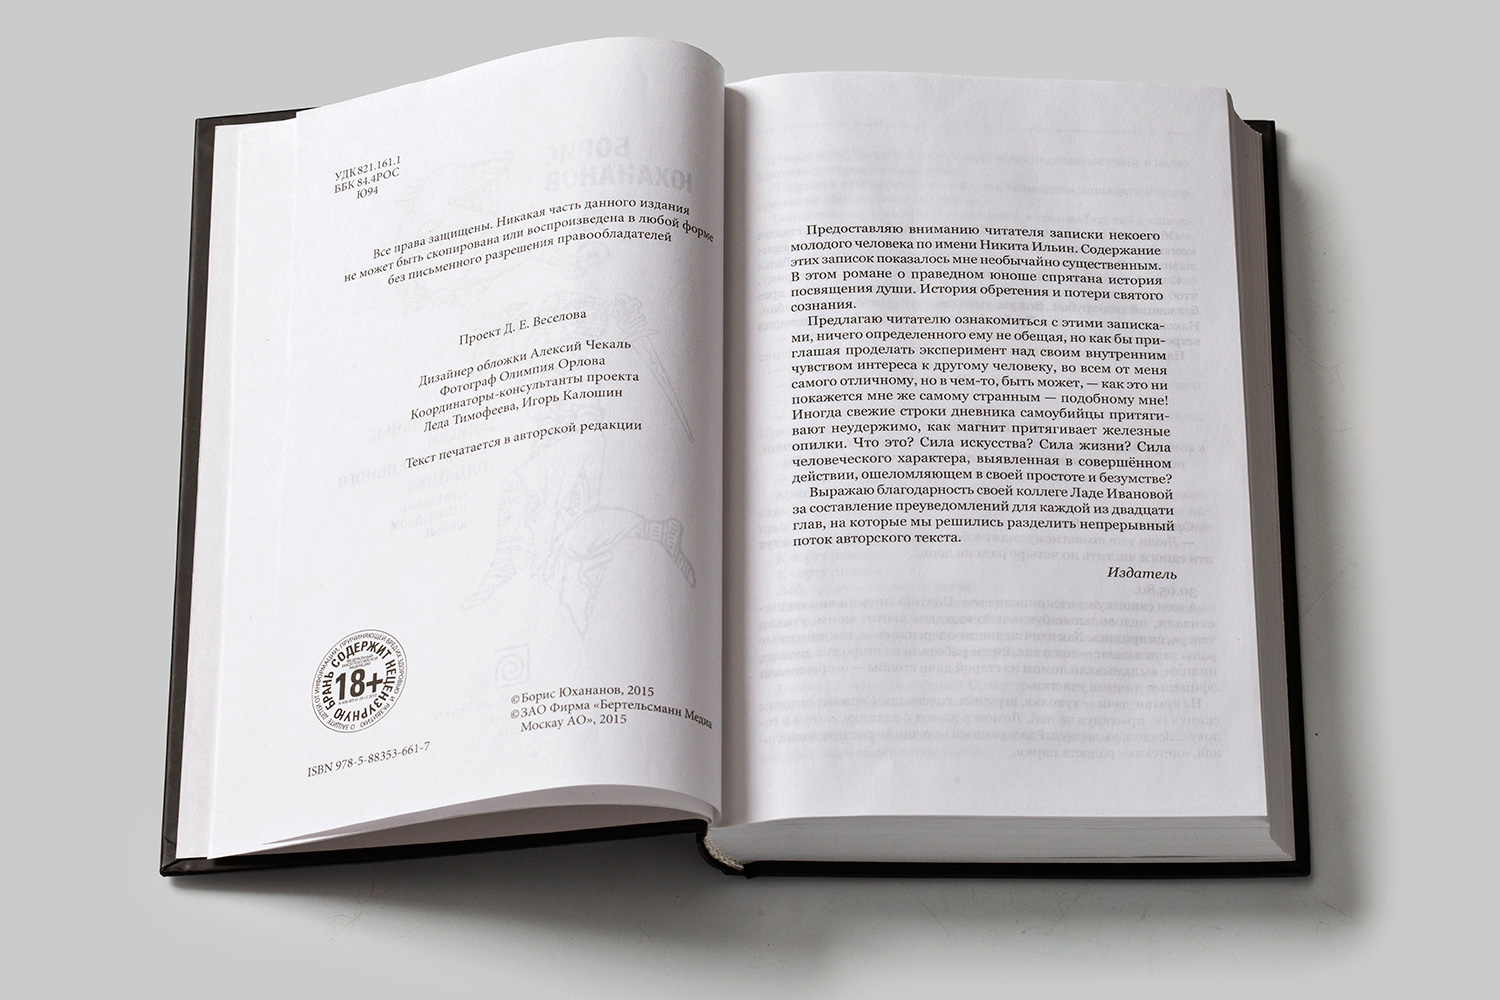 УДК 821.161.1
ББК 84.4РОС
Ю94
Все права защищены. Никакая часть данного издания
не может быть скопирована или воспроизведена в любой форме
без письменного разрешения правообладателей
Проект Д. Е. Веселова
Дизайнер обложки Алексий Чекаль
Фотограф Олимпия Орлова
Координаторы-консультанты проекта
Леда Тимофеева, Игорь Калошин
Текст печатается в авторской редакции
СОДЕРЖИТ НЕЦЕНЗУРНУЮ БРАНЬ
18+
© Борис Юхананов, 2015
© ЗАО Фирма «Бертельсманн Медиа
Москау АО», 2015
ISBN 978-5-88353-661-7
Предоставляю вниманию читателя записки некоего
молодого человека по имени Никита Ильин. Содержание
этих записок показалось мне необычайно существенным.
В этом романе о праведном юноше спрятана история
посвящения души. История обретения и потери святого
сознания.
Предлагаю читателю ознакомиться с этими записка-
ми, ничего определенного ему не обещая, но как бы при-
глашая проделать эксперимент над своим внутренним
чувством интереса к другому человеку, во всем от меня
самого отличному, но в чем-то, быть может, — как это ни
покажется мне же самому странным — подобному мне!
Иногда свежие строки дневника самоубийцы притяги-
вают неудержимо, как магнит притягивает железные
опилки. Что это? Сила искусства? Сила жизни? Сила
человеческого характера, выявленная в совершённом
действии, ошеломляющем в своей простоте и безумстве?
Выражаю благодарность своей коллеге Ладе Ивановой
за составление преуведомлений для каждой из двадцати
глав, на которые мы решились разделить непрерывный
поток авторского текста.
Издатель